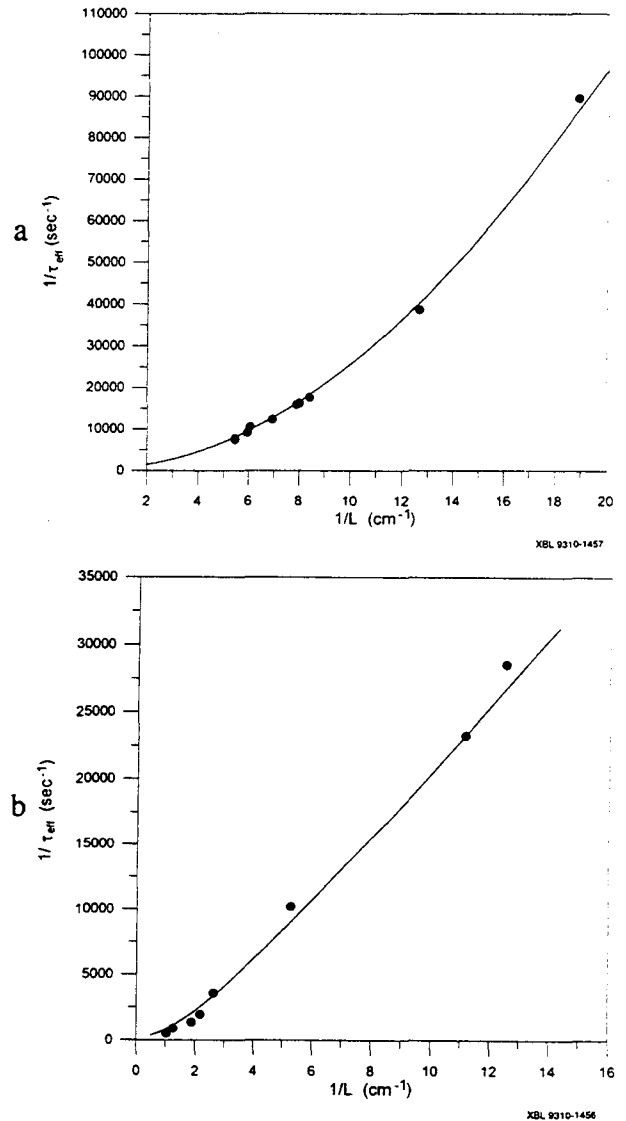 a
1/τeff (sec-1)
110000
100000
90000
80000
70000
60000
50000
40000
30000
20000
10000
0
2 4 6 8 10 12 14 16 18 20
1/L (cm-1)
XBL 9310-1457
b
1/ τeff (sec-1)
35000
30000
25000
20000
15000
10000
5000
0
0 2 4 6 8 10 12 14 16
1/L (cm-1)
XBL 9310-1456